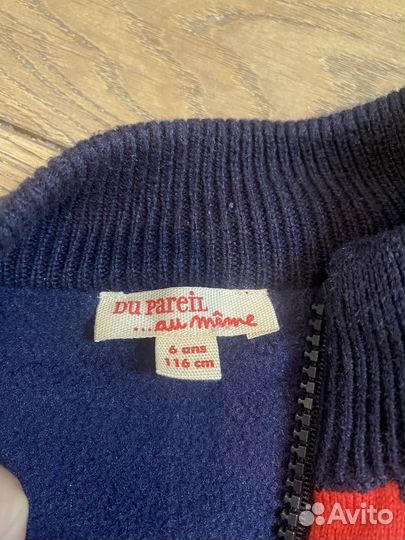 Du Pareil
...au même
6 ans
116 cm
Avito